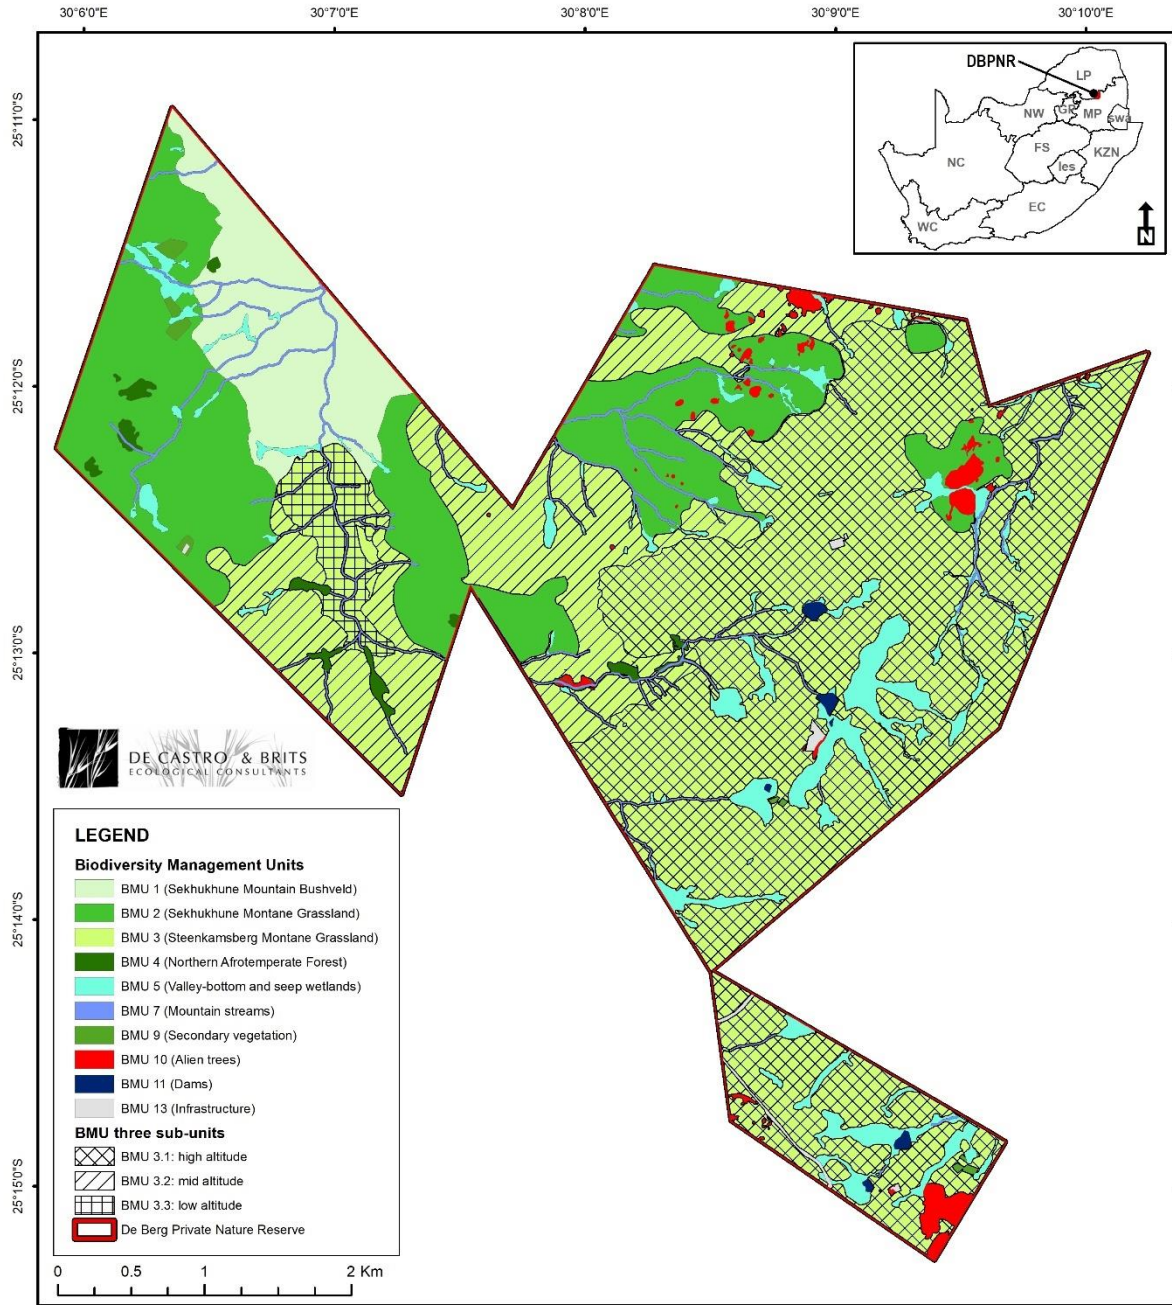 30°6'0"E 30°7'0"E 30°8'0"E 30°9'0"E 30°10'0"E
25°11'0"S
25°12'0"S
25°13'0"S
25°14'0"S
25°15'0"S
DBPNR
LP
NW
GP
MP
swa
FS
KZN
NC
les
EC
WC
N
DE CASTRO & BRITS
ECOLOGICAL CONSULTANTS
LEGEND
Biodiversity Management Units
BMU 1 (Sekhukhune Mountain Bushveld)
BMU 2 (Sekhukhune Montane Grassland)
BMU 3 (Steenkamsberg Montane Grassland)
BMU 4 (Northern Afrotemperate Forest)
BMU 5 (Valley-bottom and seep wetlands)
BMU 7 (Mountain streams)
BMU 9 (Secondary vegetation)
BMU 10 (Alien trees)
BMU 11 (Dams)
BMU 13 (Infrastructure)
BMU three sub-units
BMU 3.1: high altitude
BMU 3.2: mid altitude
BMU 3.3: low altitude
De Berg Private Nature Reserve
0 0.5 1 2 Km